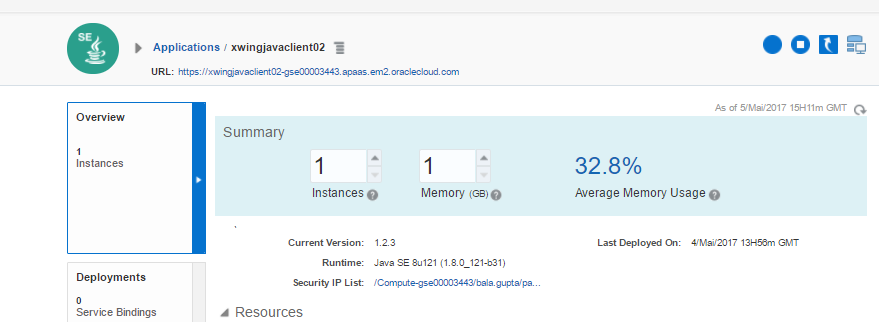 SE
Applications / xwingjavaclient02
URL: https://xwingjavaclient02-gse00003443.apaas.em2.oraclecloud.com
As of 5/Mai/2017 15H11m GMT
Overview
1
Instances
Summary
1
Instances ?
1
Memory (GB) ?
32.8%
Average Memory Usage ?
Current Version: 1.2.3
Last Deployed On: 4/Mai/2017 13H56m GMT
Runtime: Java SE 8u121 (1.8.0_121-b31)
Security IP List: /Compute-gse00003443/bala.gupta/pa...
Deployments
0
Service Bindings
Resources